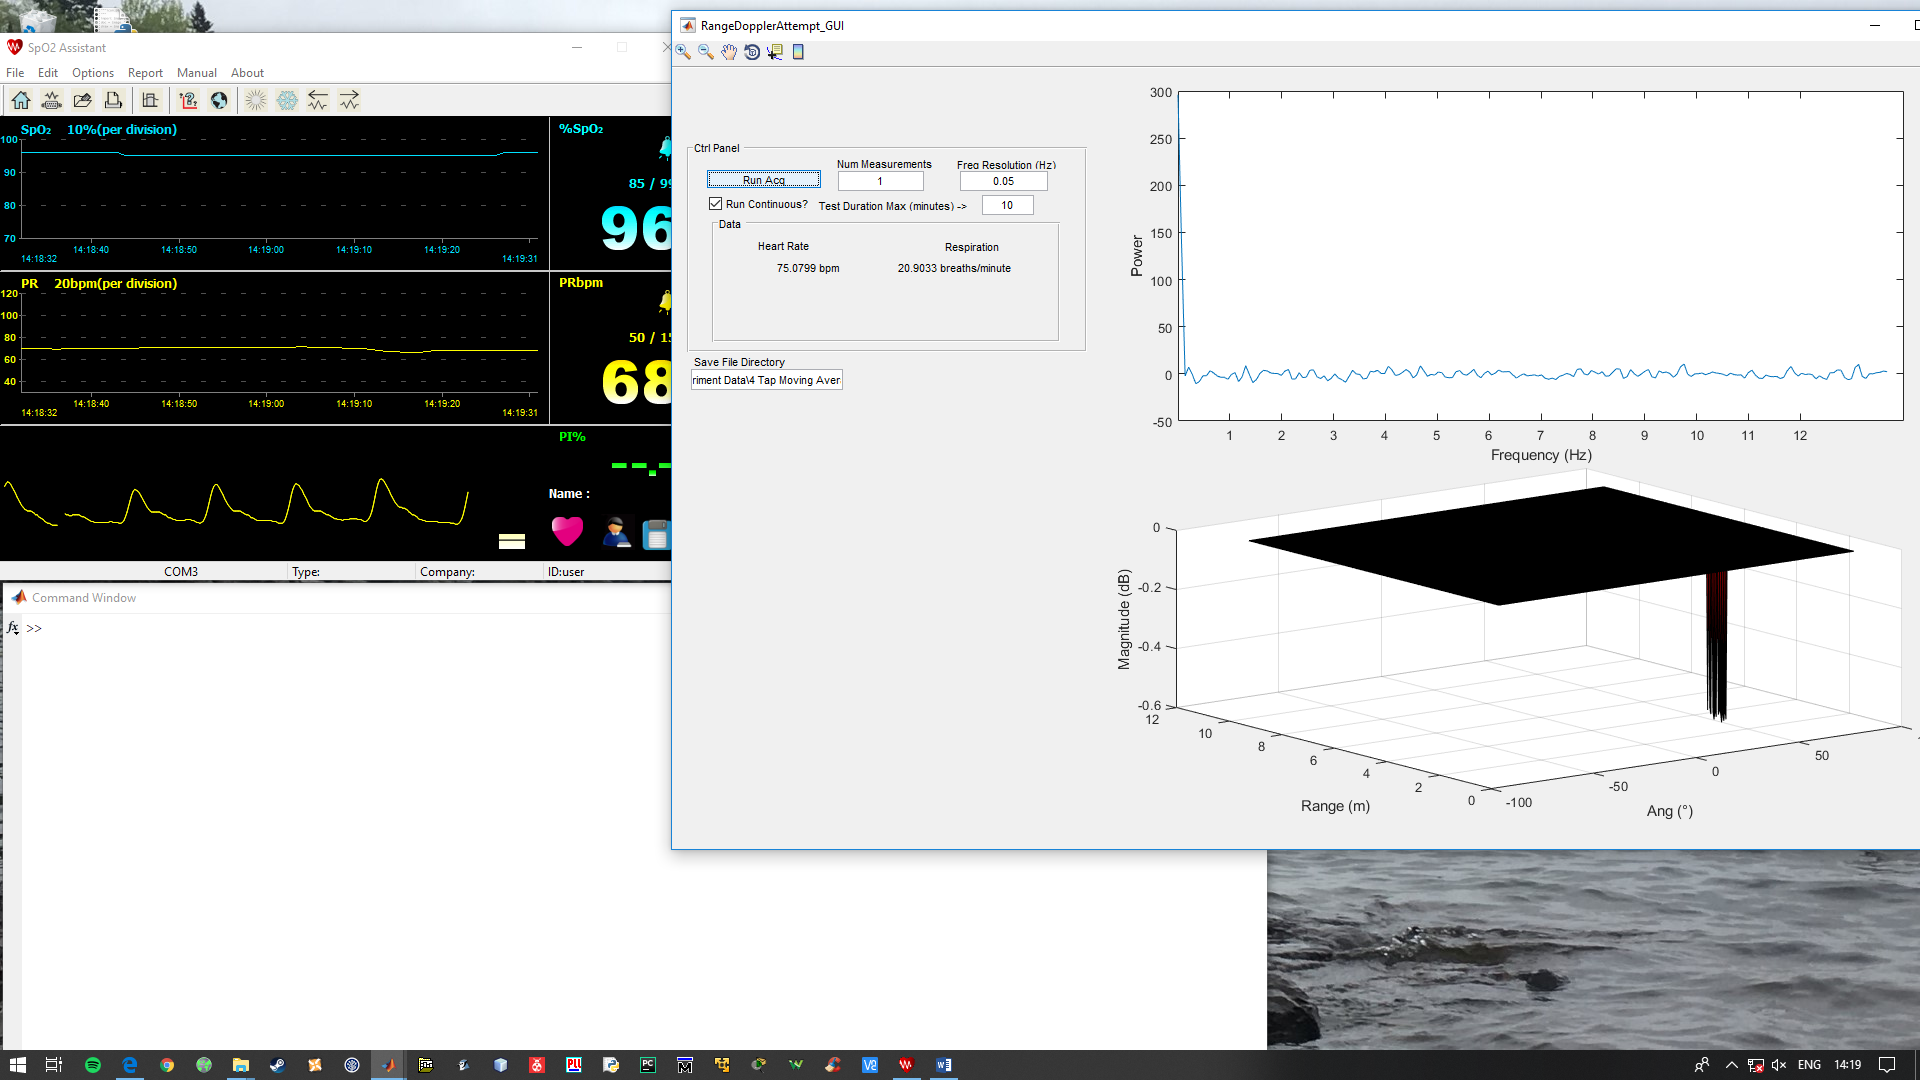 SpO2 Assistant
File Edit Options Report Manual About
SpO₂ 10%(per division)
100
90
80
70
14:18:40 14:18:50 14:19:00 14:19:10 14:19:20
14:18:32 14:19:31
%SpO₂
85 / 99
96
PR 20bpm(per division)
120
100
80
60
40
14:18:40 14:18:50 14:19:00 14:19:10 14:19:20
14:18:32 14:19:31
PRbpm
50 / 15
68
PI%
--.-
Name :
COM3 Type: Company: ID:user
Command Window
fx >>
RangeDopplerAttempt_GUI
Ctrl Panel
Num Measurements Freq Resolution (Hz)
Run Acq 1 0.05
Run Continuous? Test Duration Max (minutes) -> 10
Data
Heart Rate Respiration
75.0799 bpm 20.9033 breaths/minute
Save File Directory
riment Data\4 Tap Moving Aver
300
250
200
150
100
50
0
-50
Power
1 2 3 4 5 6 7 8 9 10 11 12
Frequency (Hz)
0
-0.2
-0.4
-0.6
Magnitude (dB)
12 10 8 6 4 2 0
Range (m)
-100 -50 0 50
Ang (°)
ENG 14:19